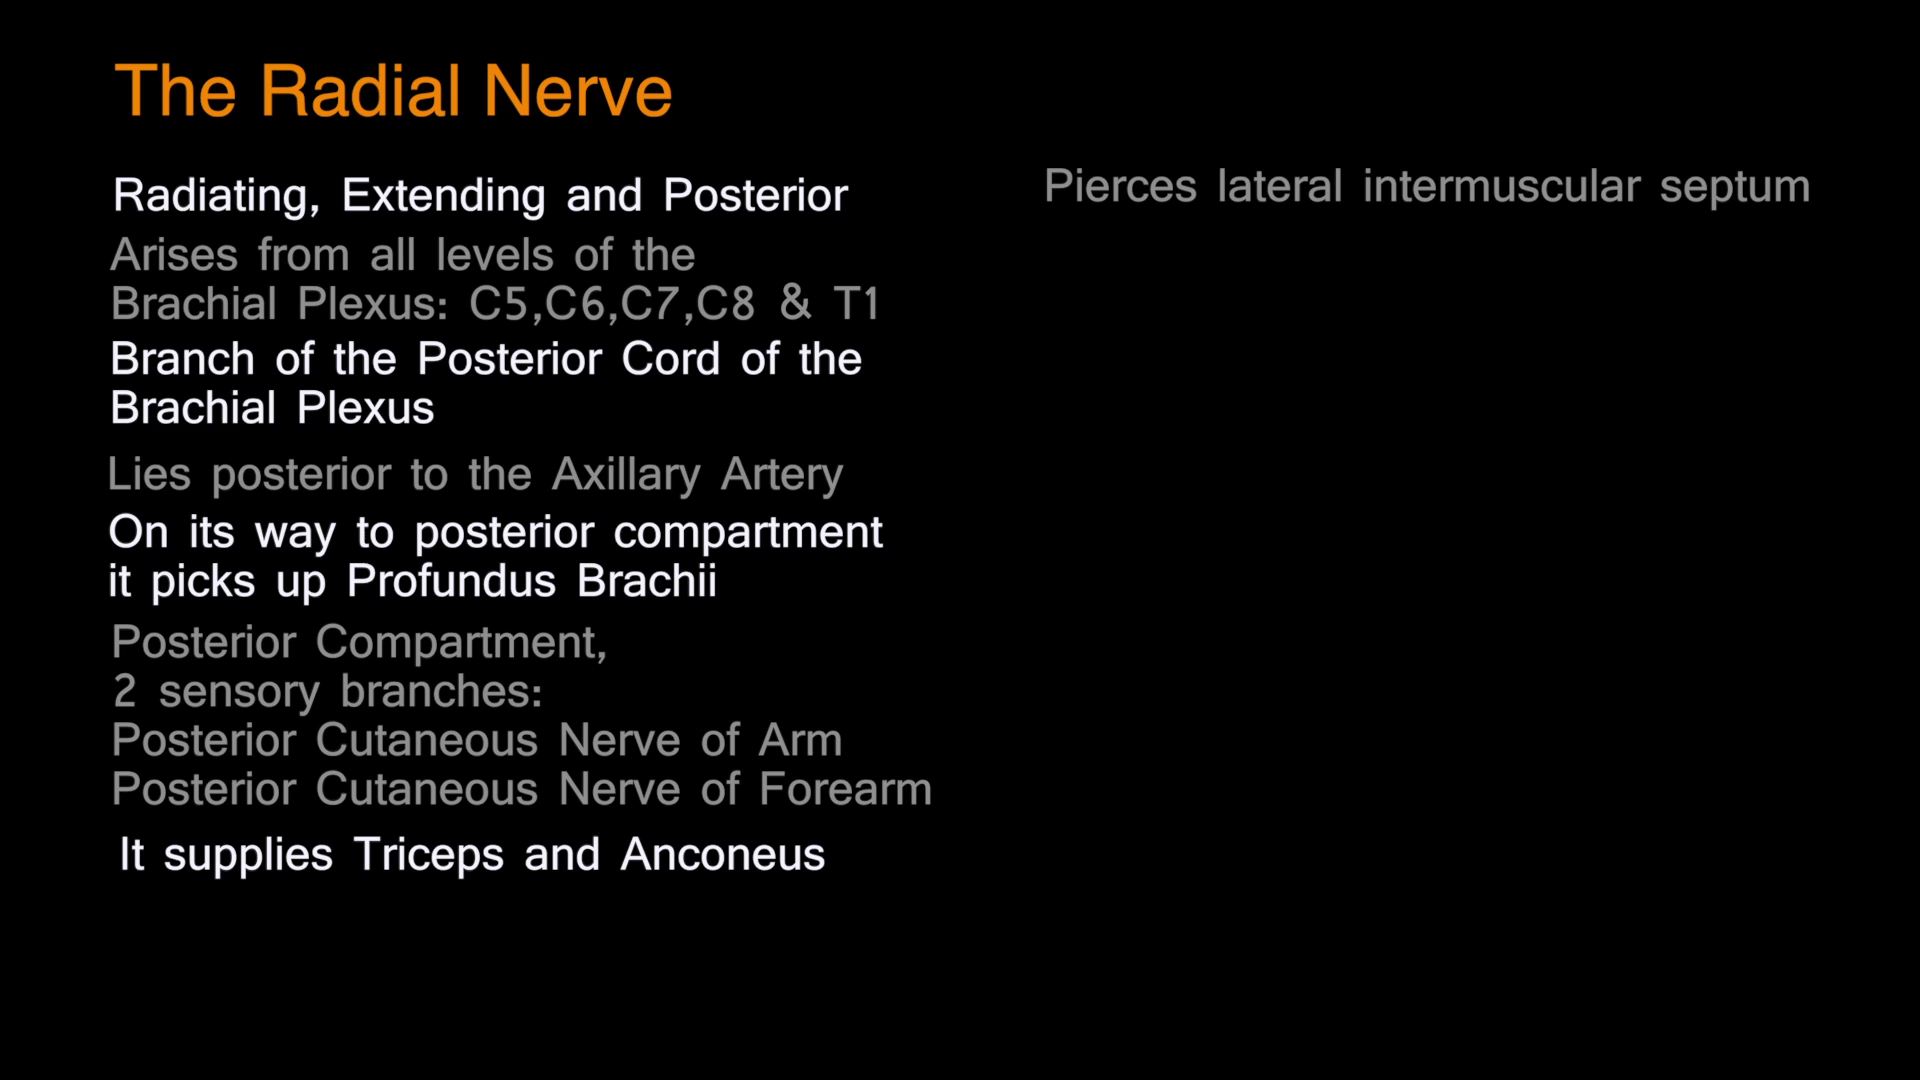 The Radial Nerve
Radiating, Extending and Posterior
Arises from all levels of the
Brachial Plexus: C5,C6,C7,C8 & T1
Branch of the Posterior Cord of the
Brachial Plexus
Lies posterior to the Axillary Artery
On its way to posterior compartment
it picks up Profundus Brachii
Posterior Compartment,
2 sensory branches:
Posterior Cutaneous Nerve of Arm
Posterior Cutaneous Nerve of Forearm
It supplies Triceps and Anconeus
Pierces lateral intermuscular septum